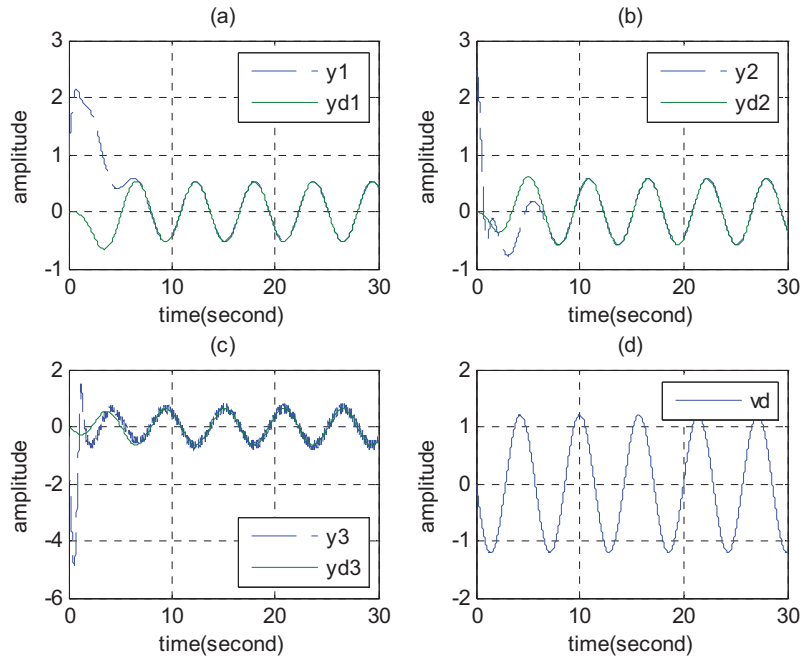 (a)
3
2
1
0
-1
amplitude
y1
yd1
0
10
20
30
time(second)
(b)
3
2
1
0
-1
amplitude
y2
yd2
0
10
20
30
time(second)
(c)
2
0
-2
-4
-6
amplitude
y3
yd3
0
10
20
30
time(second)
(d)
2
1
0
-1
-2
amplitude
vd
0
10
20
30
time(second)